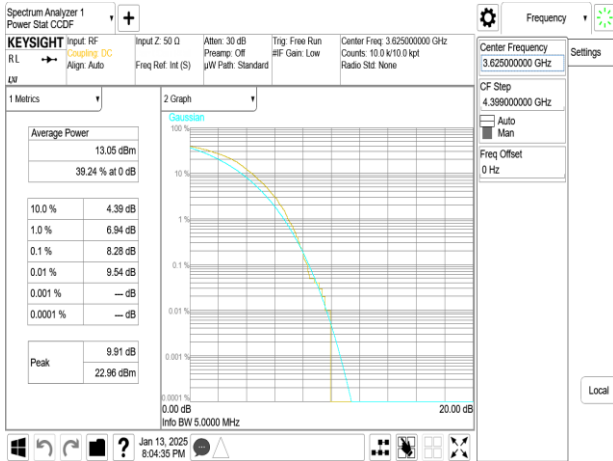 Spectrum Analyzer 1
Power Stat CCDF
KEYSIGHT
RL
Input: RF
Coupling: DC
Align: Auto
Input Z: 50 Ω
Freq Ref: Int (S)
Atten: 30 dB
Preamp: Off
µW Path: Standard
Trig: Free Run
#IF Gain: Low
Center Freq: 3.625000000 GHz
Counts: 10.0 k/10.0 kpt
Radio Std: None
1 Metrics
Average Power
13.05 dBm
39.24 % at 0 dB
10.0 % 4.39 dB
1.0 % 6.94 dB
0.1 % 8.28 dB
0.01 % 9.54 dB
0.001 % --- dB
0.0001 % --- dB
Peak
9.91 dB
22.96 dBm
2 Graph
Gaussian
100 %
10 %
1 %
0.1 %
0.01 %
0.001 %
0.0001 %
0.00 dB 20.00 dB
Info BW 5.0000 MHz
Frequency
Center Frequency
3.625000000 GHz
Settings
CF Step
4.399000000 GHz
Auto
Man
Freq Offset
0 Hz
Local
?
Jan 13, 2025
8:04:35 PM